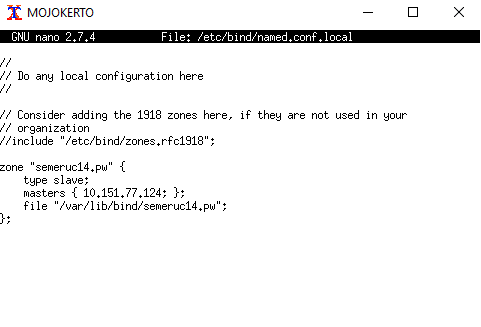 MOJOKERTO
GNU nano 2.7.4 File: /etc/bind/named.conf.local
//
// Do any local configuration here
//
// Consider adding the 1918 zones here, if they are not used in your
// organization
//include "/etc/bind/zones.rfc1918";
zone "semeruc14.pw" {
    type slave;
    masters { 10.151.77.124; };
    file "/var/lib/bind/semeruc14.pw";
};